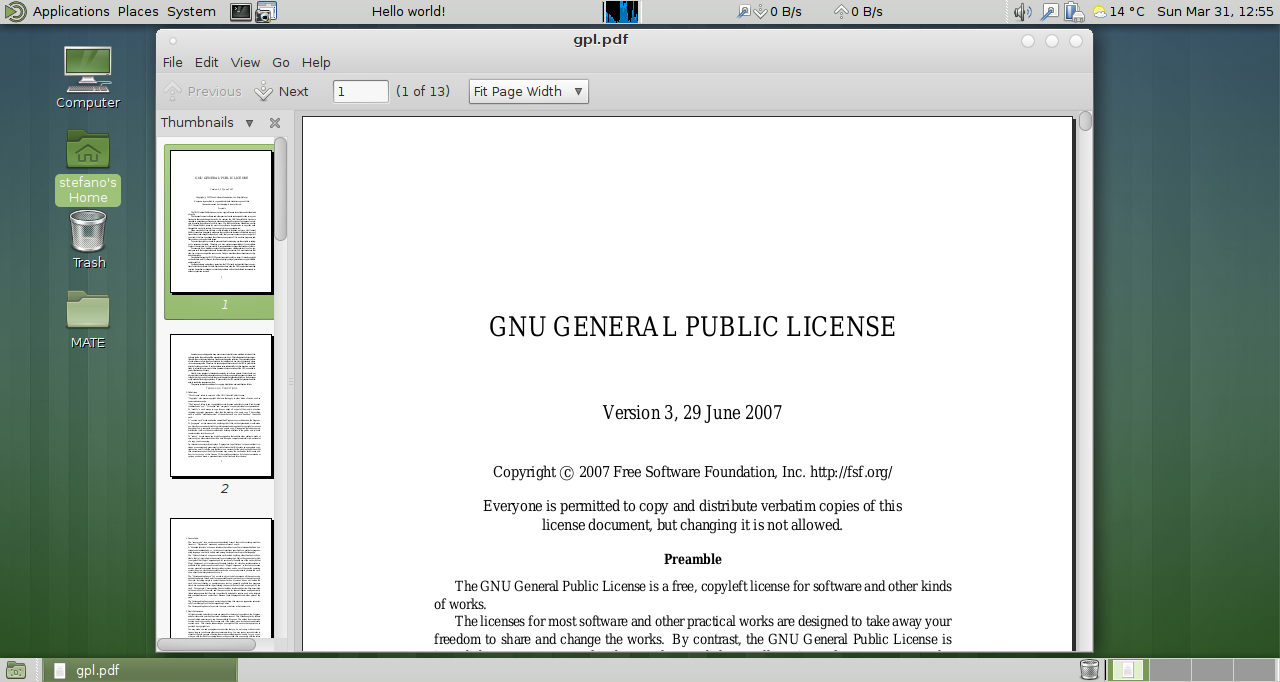 Applications Places System
Hello world!
0 B/s
0 B/s
14 °C
Sun Mar 31, 12:55
Computer
stefano's
Home
Trash
MATE
gpl.pdf
File Edit View Go Help
Previous Next 1 (1 of 13) Fit Page Width
Thumbnails
GNU GENERAL PUBLIC LICENSE
1
2
GNU GENERAL PUBLIC LICENSE
Version 3, 29 June 2007
Copyright © 2007 Free Software Foundation, Inc. http://fsf.org/
Everyone is permitted to copy and distribute verbatim copies of this
license document, but changing it is not allowed.
Preamble
The GNU General Public License is a free, copyleft license for software and other kinds
of works.
The licenses for most software and other practical works are designed to take away your
freedom to share and change the works. By contrast, the GNU General Public License is
gpl.pdf